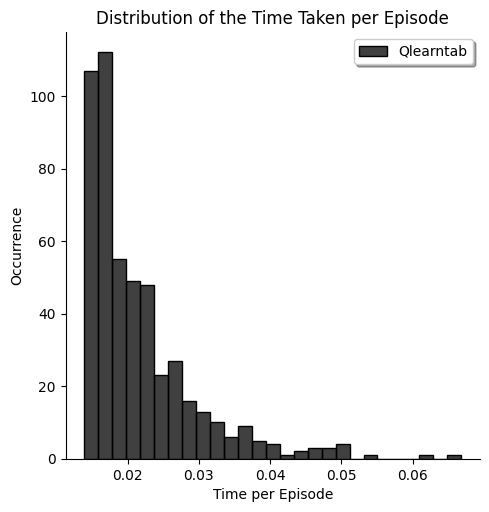 Distribution of the Time Taken per Episode
Qlearntab
Occurrence
100
80
60
40
20
0
0.02 0.03 0.04 0.05 0.06
Time per Episode